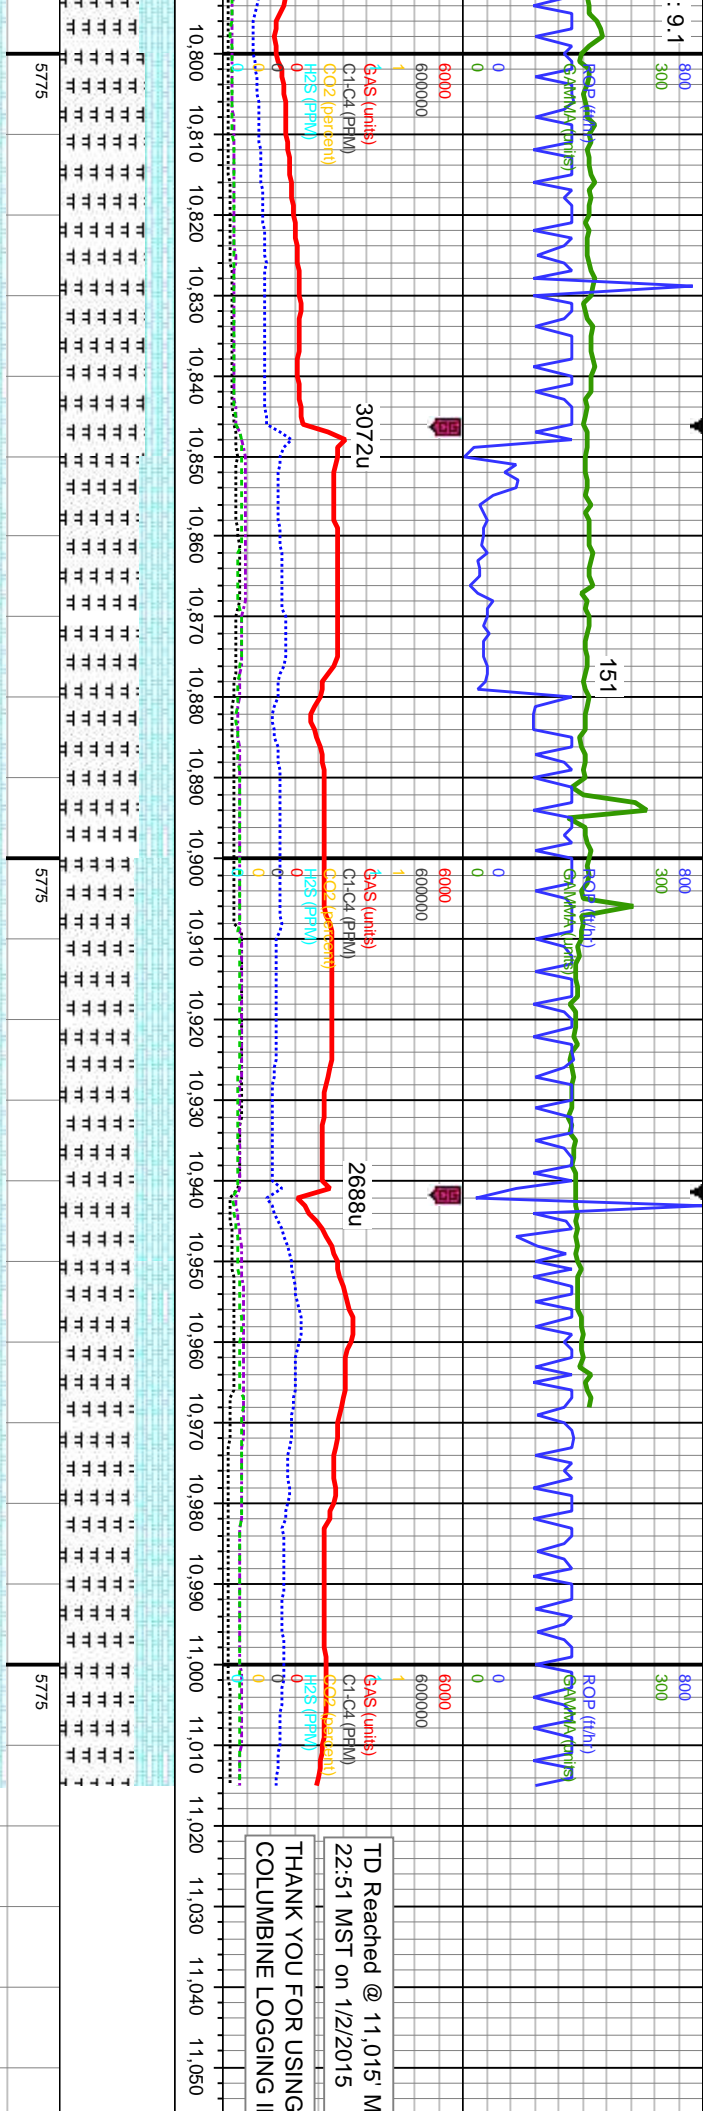 : 9.1
800
300
ROP (ft/hr)
GAMMA (units)
0
0
6000
600000
1
1
GAS (units)
C1-C4 (PPM)
CO2 (percent)
H2S (PPM)
0
0
0
0
3072u
151
800
300
ROP (ft/hr)
GAMMA (units)
0
0
6000
600000
1
1
GAS (units)
C1-C4 (PPM)
CO2 (percent)
H2S (PPM)
0
0
0
0
2688u
800
300
ROP (ft/hr)
GAMMA (units)
0
0
6000
600000
1
1
GAS (units)
C1-C4 (PPM)
CO2 (percent)
H2S (PPM)
0
0
0
0
TD Reached @ 11,015' M
22:51 MST on 1/2/2015
THANK YOU FOR USING
COLUMBINE LOGGING I
10,800 10,810 10,820 10,830 10,840 10,850 10,860 10,870 10,880 10,890 10,900 10,910 10,920 10,930 10,940 10,950 10,960 10,970 10,980 10,990 11,000 11,010 11,020 11,030 11,040 11,050
5775 5775 5775